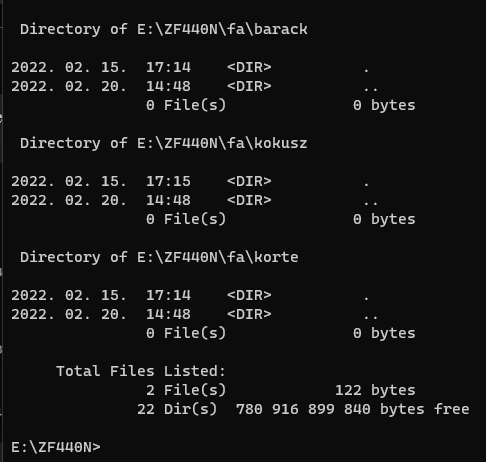 Directory of E:\ZF440N\fa\barack
2022. 02. 15.  17:14    <DIR>          .
2022. 02. 20.  14:48    <DIR>          ..
0 File(s)              0 bytes
Directory of E:\ZF440N\fa\kokusz
2022. 02. 15.  17:15    <DIR>          .
2022. 02. 20.  14:48    <DIR>          ..
0 File(s)              0 bytes
Directory of E:\ZF440N\fa\korte
2022. 02. 15.  17:14    <DIR>          .
2022. 02. 20.  14:48    <DIR>          ..
0 File(s)              0 bytes
Total Files Listed:
2 File(s)            122 bytes
22 Dir(s)  780 916 899 840 bytes free
E:\ZF440N>